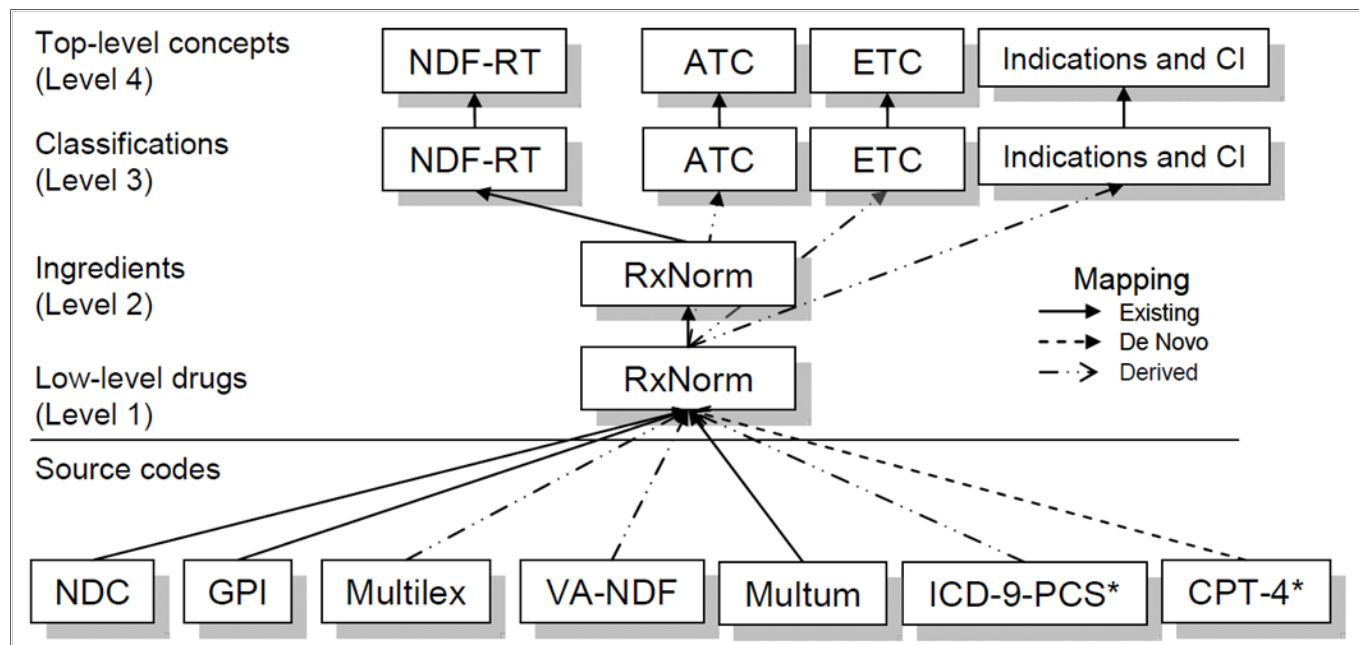 Top-level concepts
(Level 4)
NDF-RT
ATC
ETC
Indications and CI
Classifications
(Level 3)
NDF-RT
ATC
ETC
Indications and CI
Ingredients
(Level 2)
RxNorm
Mapping
Existing
De Novo
Derived
Low-level drugs
(Level 1)
RxNorm
Source codes
NDC
GPI
Multilex
VA-NDF
Multum
ICD-9-PCS*
CPT-4*